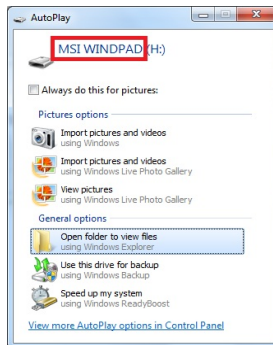 AutoPlay
MSI WINDPAD (H:)
Always do this for pictures:
Pictures options
Import pictures and videos
using Windows
Import pictures and videos
using Windows Live Photo Gallery
View pictures
using Windows Live Photo Gallery
General options
Open folder to view files
using Windows Explorer
Use this drive for backup
using Windows Backup
Speed up my system
using Windows ReadyBoost
View more AutoPlay options in Control Panel